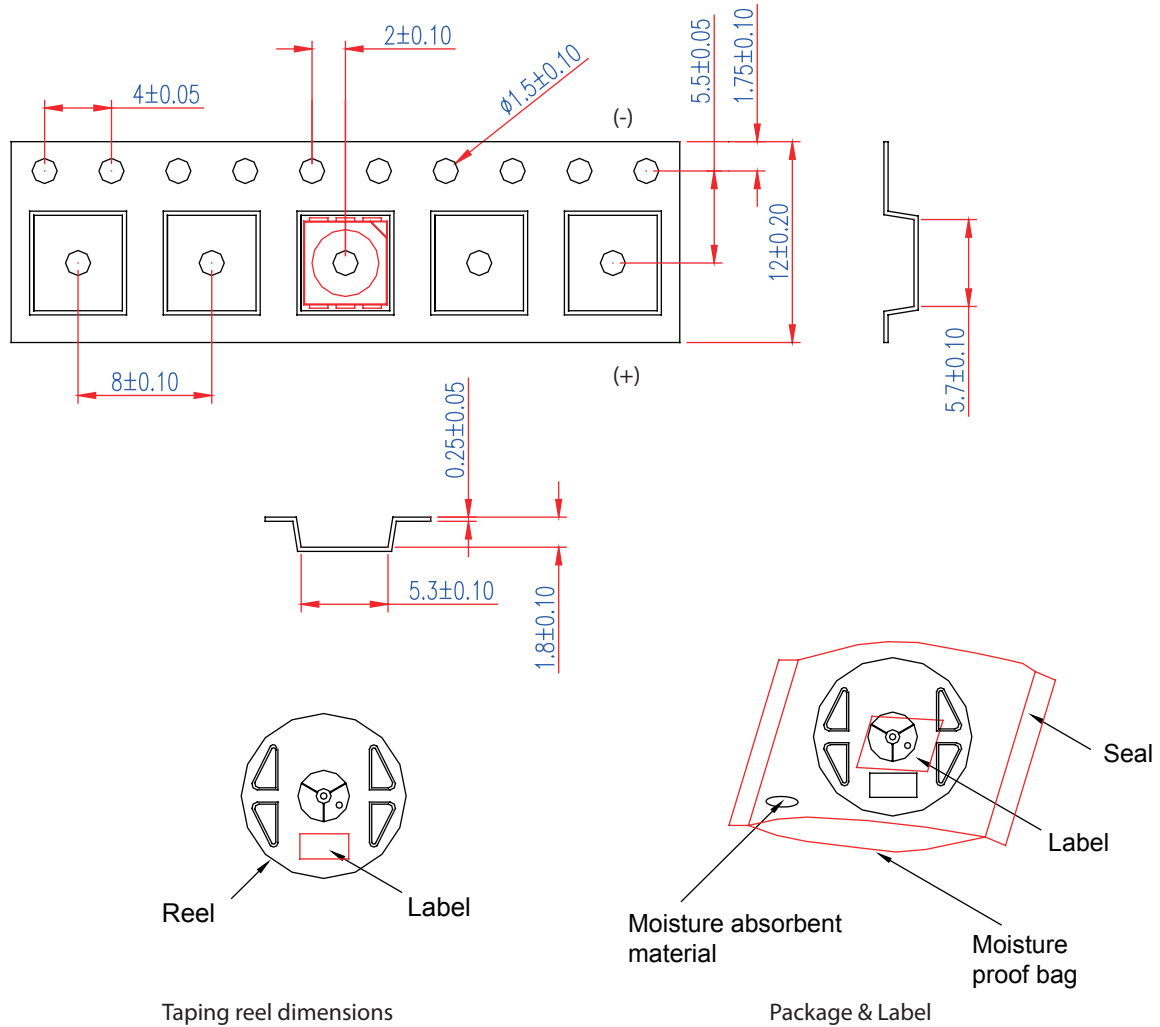 2±0.10
4±0.05
ø1.5±0.10
(-)
5.5±0.05
1.75±0.10
12±0.20
8±0.10
(+)
5.7±0.10
0.25±0.05
5.3±0.10
1.8±0.10
Seal
Label
Reel
Label
Moisture absorbent
material
Moisture
proof bag
Taping reel dimensions
Package & Label